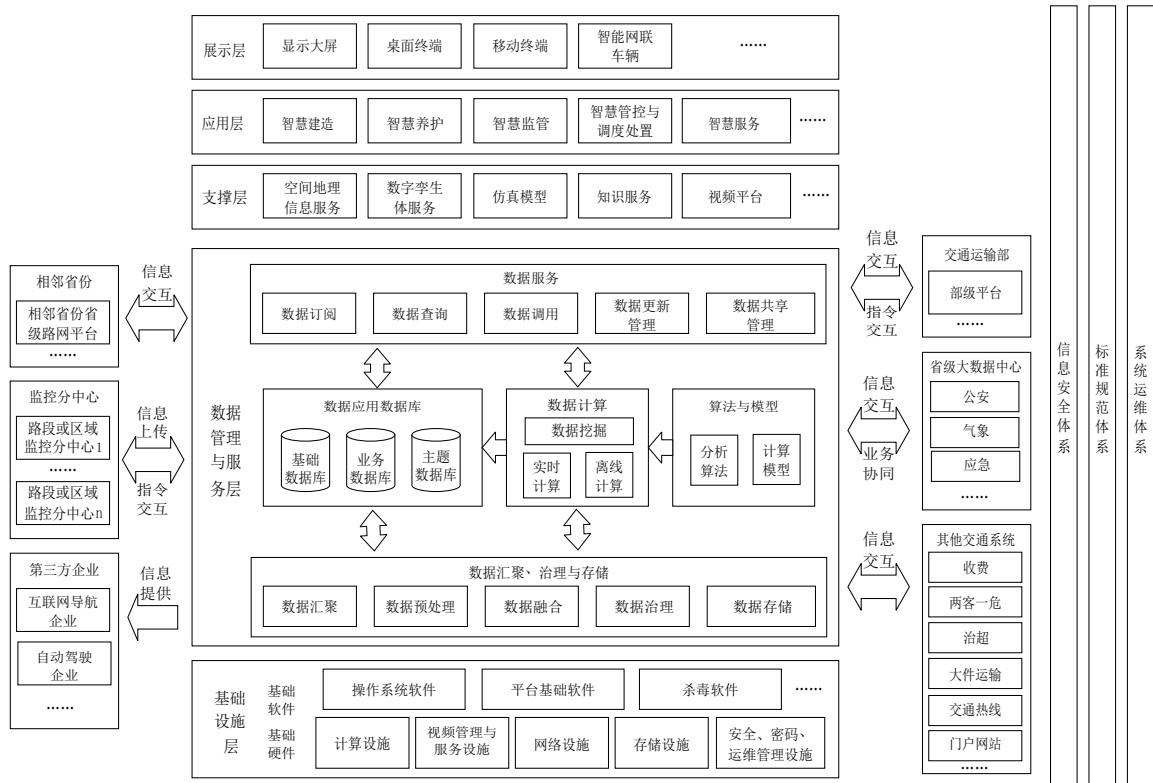 展示层
显示大屏
桌面终端
移动终端
智能网联
车辆
……
应用层
智慧建造
智慧养护
智慧监管
智慧管控与
调度处置
智慧服务
……
支撑层
空间地理
信息服务
数字孪生
体服务
仿真模型
知识服务
视频平台
……
相邻省份
相邻省份省
级路网平台
……
信息
交互
监控分中心
路段或区域
监控分中心1
……
路段或区域
监控分中心n
信息
上传
指令
交互
第三方企业
互联网导航
企业
自动驾驶
企业
……
信息
提供
数据
管理
与服
务层
数据服务
数据订阅
数据查询
数据调用
数据更新
管理
数据共享
管理
数据应用数据库
基础
数据库
业务
数据库
主题
数据库
数据计算
数据挖掘
实时
计算
离线
计算
算法与模型
分析
算法
计算
模型
数据汇聚、治理与存储
数据汇聚
数据预处理
数据融合
数据治理
数据存储
基础
设施
层
基础
软件
操作系统软件
平台基础软件
杀毒软件
……
基础
硬件
计算设施
视频管理与
服务设施
网络设施
存储设施
安全、密码、
运维管理设施
信息
交互
指令
交互
交通运输部
部级平台
……
信息
交互
业务
协同
省级大数据中心
公安
气象
应急
……
信息
交互
其他交通系统
收费
两客一危
治超
大件运输
交通热线
门户网站
……
信息安全体系
标准规范体系
系统运维体系